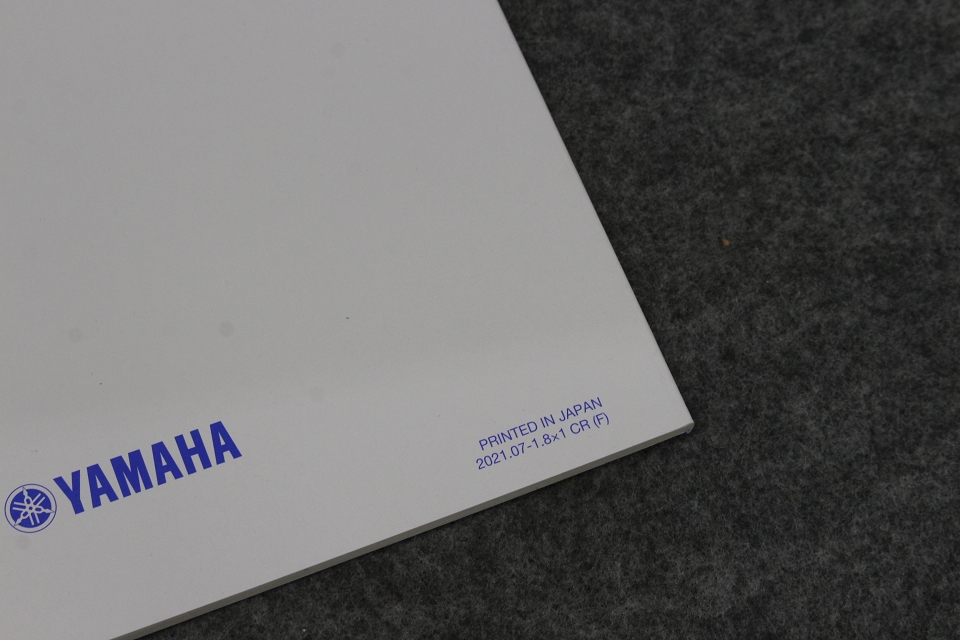 YAMAHA
PRINTED IN JAPAN
2021.07-1.8×1 CR (F)